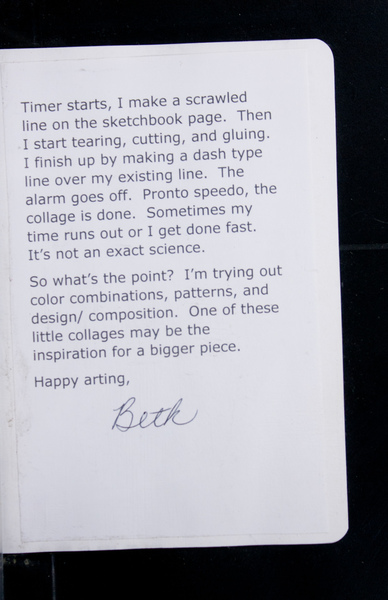 Timer starts, I make a scrawled
line on the sketchbook page.  Then
I start tearing, cutting, and gluing.
I finish up by making a dash type
line over my existing line.  The
alarm goes off.  Pronto speedo, the
collage is done.  Sometimes my
time runs out or I get done fast.
It's not an exact science.
So what's the point?  I'm trying out
color combinations, patterns, and
design/ composition.  One of these
little collages may be the
inspiration for a bigger piece.
Happy arting,
Beth